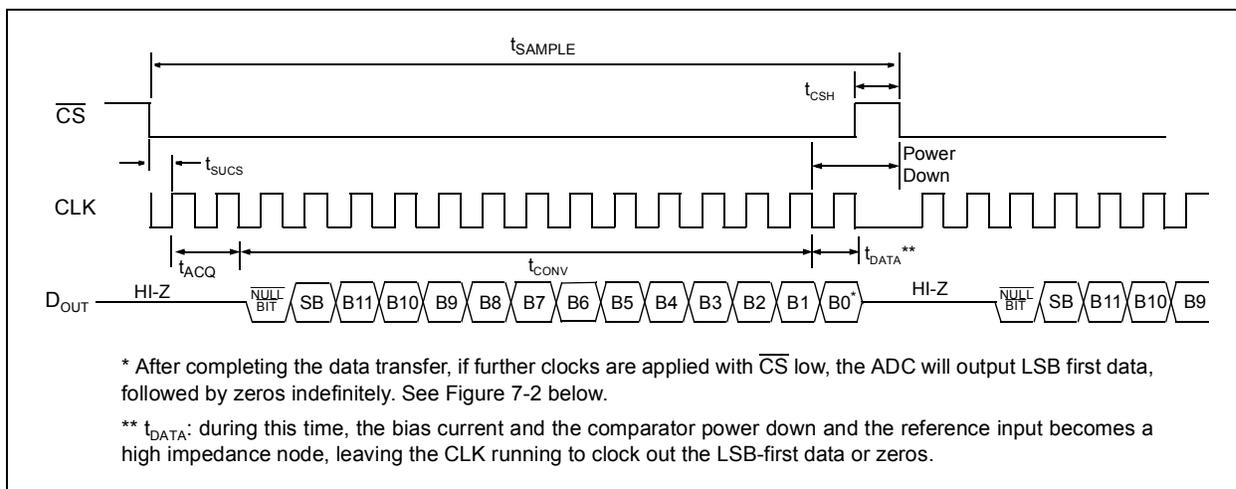 tSAMPLE
tCSH
CS
tSUCS
Power
Down
CLK
tACQ
tCONV
tDATA**
DOUT
HI-Z
NULL
BIT
SB
B11
B10
B9
B8
B7
B6
B5
B4
B3
B2
B1
B0*
HI-Z
NULL
BIT
SB
B11
B10
B9
* After completing the data transfer, if further clocks are applied with CS low, the ADC will output LSB first data,
followed by zeros indefinitely. See Figure 7-2 below.
** tDATA: during this time, the bias current and the comparator power down and the reference input becomes a
high impedance node, leaving the CLK running to clock out the LSB-first data or zeros.